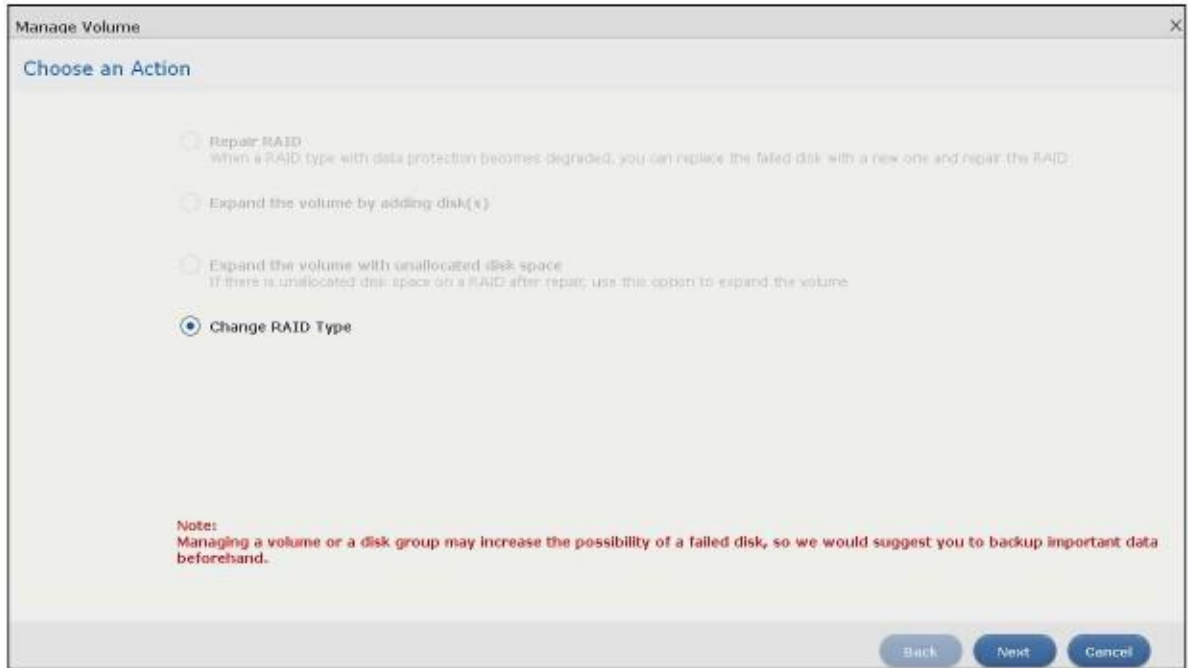 Manage Volume
Choose an Action
Repair RAID
When a RAID type with data protection becomes degraded, you can replace the failed disk with a new one and repair the RAID
Expand the volume by adding disk(s)
Expand the volume with unallocated disk space
If there is unallocated disk space on a RAID after repair, use this option to expand the volume
Change RAID Type
Note:
Managing a volume or a disk group may increase the possibility of a failed disk, so we would suggest you to backup important data
beforehand.
Back Next Cancel